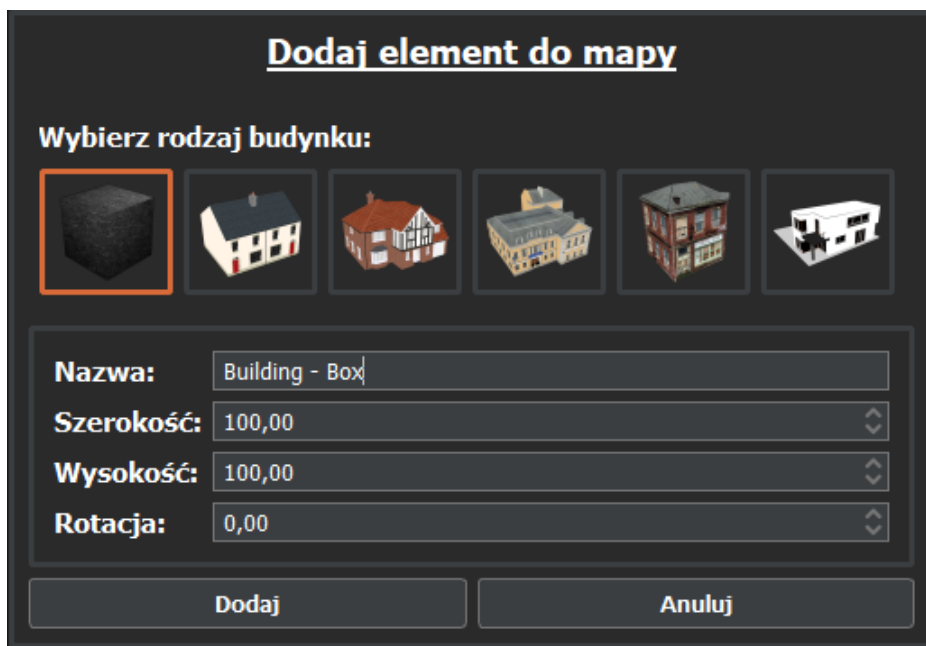 Dodaj element do mapy
Wybierz rodzaj budynku:
Nazwa: Building - Box
Szerokość: 100,00
Wysokość: 100,00
Rotacja: 0,00
Dodaj Anuluj